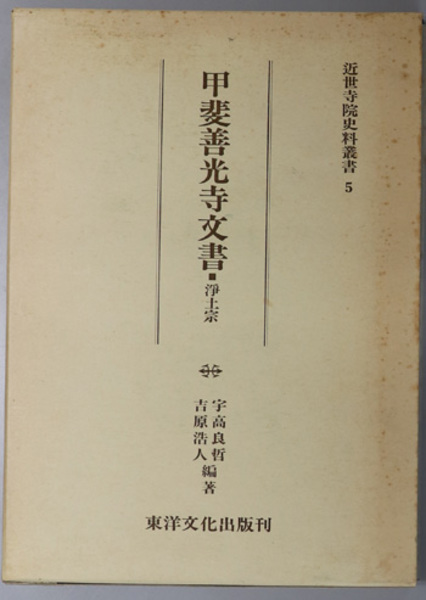 近世寺院史料叢書 5
甲斐善光寺文書■浄土宗
宇高良哲
吉原浩人 編著
東洋文化出版刊